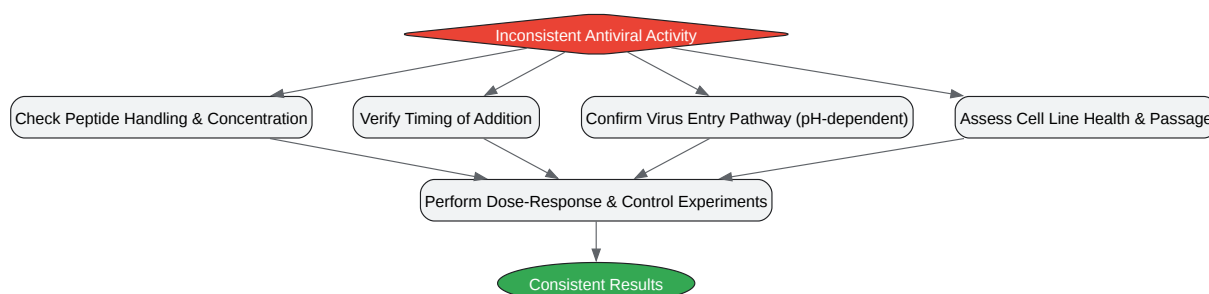 Inconsistent Antiviral Activity
Check Peptide Handling & Concentration
Verify Timing of Addition
Confirm Virus Entry Pathway (pH-dependent)
Assess Cell Line Health & Passage
Perform Dose-Response & Control Experiments
Consistent Results